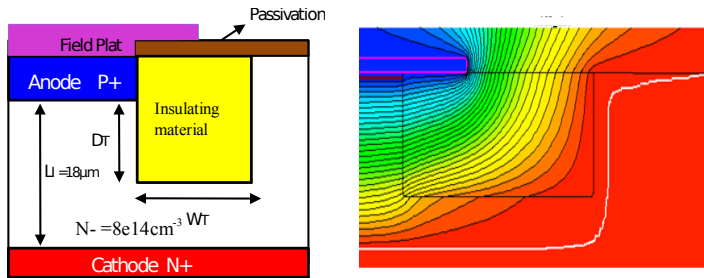 Passivation
Field Plat
Anode P+
Insulating
material
DT
LI =18µm
WT
N- =8e14cm-3
Cathode N+